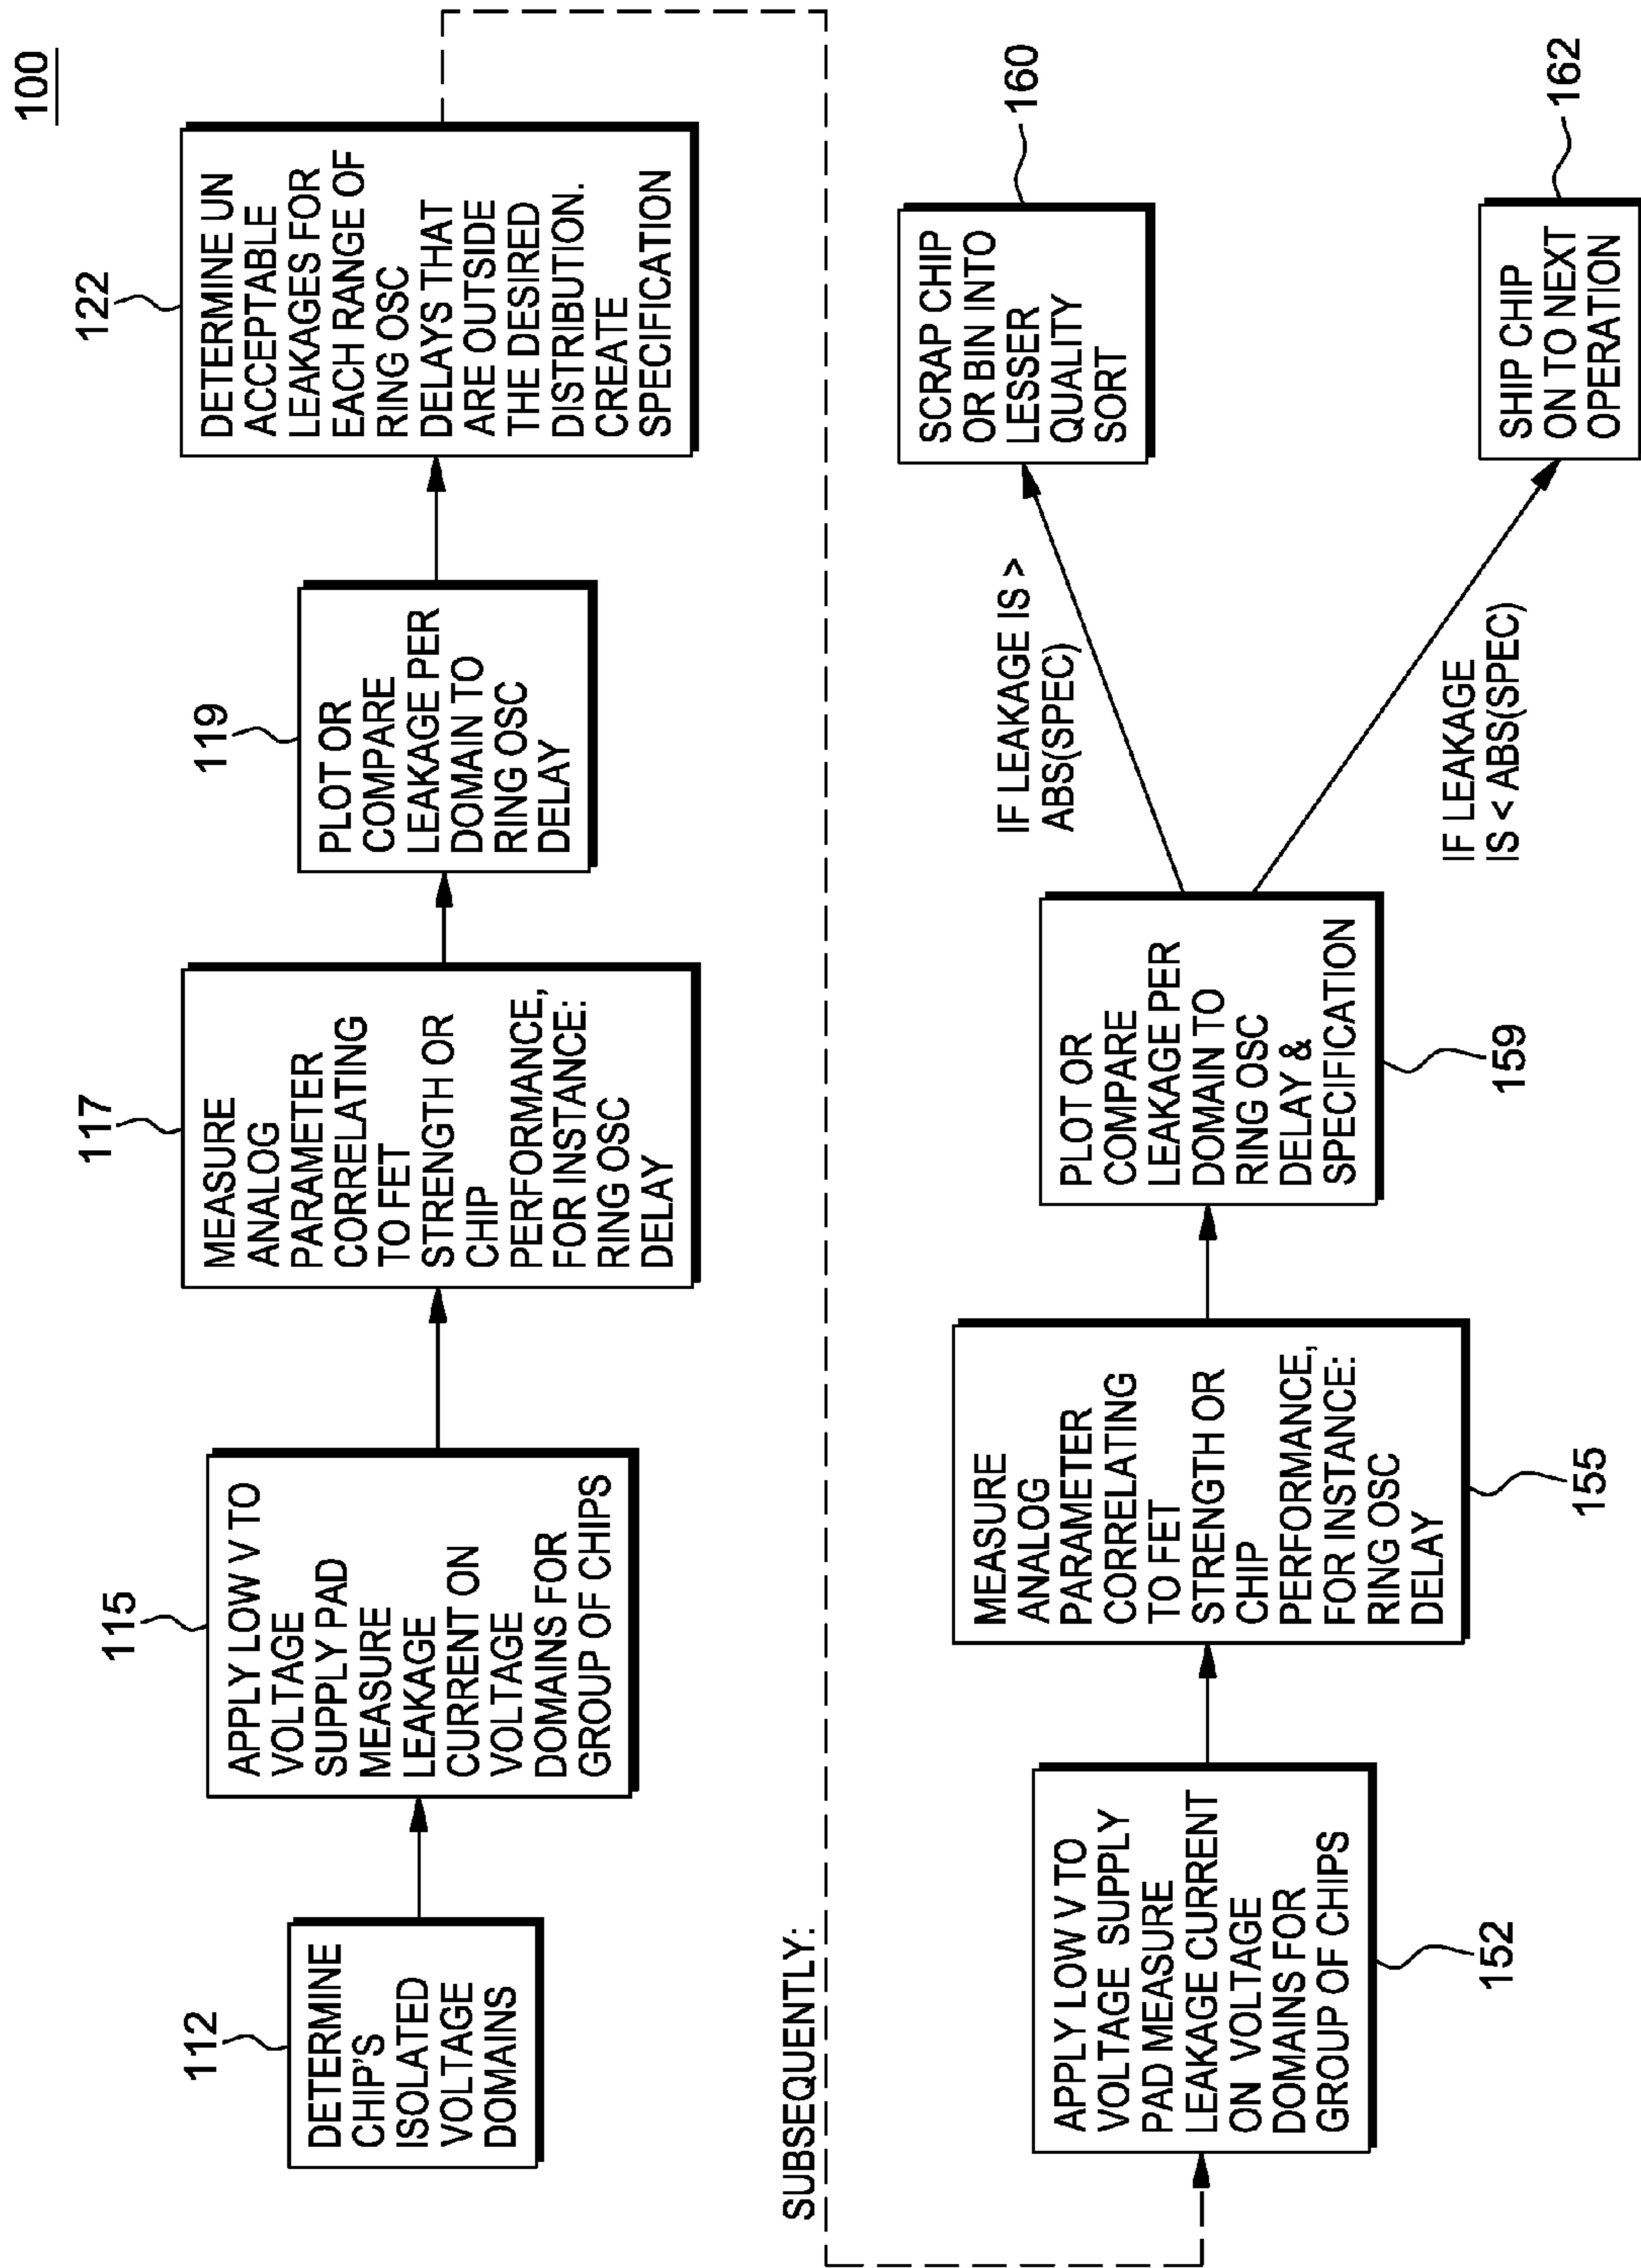 100
112
DETERMINE
CHIP'S
ISOLATED
VOLTAGE
DOMAINS
115
APPLY LOW V TO
VOLTAGE
SUPPLY PAD
MEASURE
LEAKAGE
CURRENT ON
VOLTAGE
DOMAINS FOR
GROUP OF CHIPS
117
MEASURE
ANALOG
PARAMETER
CORRELATING
TO FET
STRENGTH OR
CHIP
PERFORMANCE,
FOR INSTANCE:
RING OSC
DELAY
119
PLOT OR
COMPARE
LEAKAGE PER
DOMAIN TO
RING OSC
DELAY
122
DETERMINE UN
ACCEPTABLE
LEAKAGES FOR
EACH RANGE OF
RING OSC
DELAYS THAT
ARE OUTSIDE
THE DESIRED
DISTRIBUTION.
CREATE
SPECIFICATION
SUBSEQUENTLY:
APPLY LOW V TO
VOLTAGE SUPPLY
PAD MEASURE
LEAKAGE CURRENT
ON VOLTAGE
DOMAINS FOR
GROUP OF CHIPS
152
MEASURE
ANALOG
PARAMETER
CORRELATING
TO FET
STRENGTH OR
CHIP
PERFORMANCE,
FOR INSTANCE:
RING OSC
DELAY
155
PLOT OR
COMPARE
LEAKAGE PER
DOMAIN TO
RING OSC
DELAY &
SPECIFICATION
159
IF LEAKAGE IS >
ABS(SPEC)
SCRAP CHIP
OR BIN INTO
LESSER
QUALITY
SORT
160
IF LEAKAGE
IS < ABS(SPEC)
SHIP CHIP
ON TO NEXT
OPERATION
162